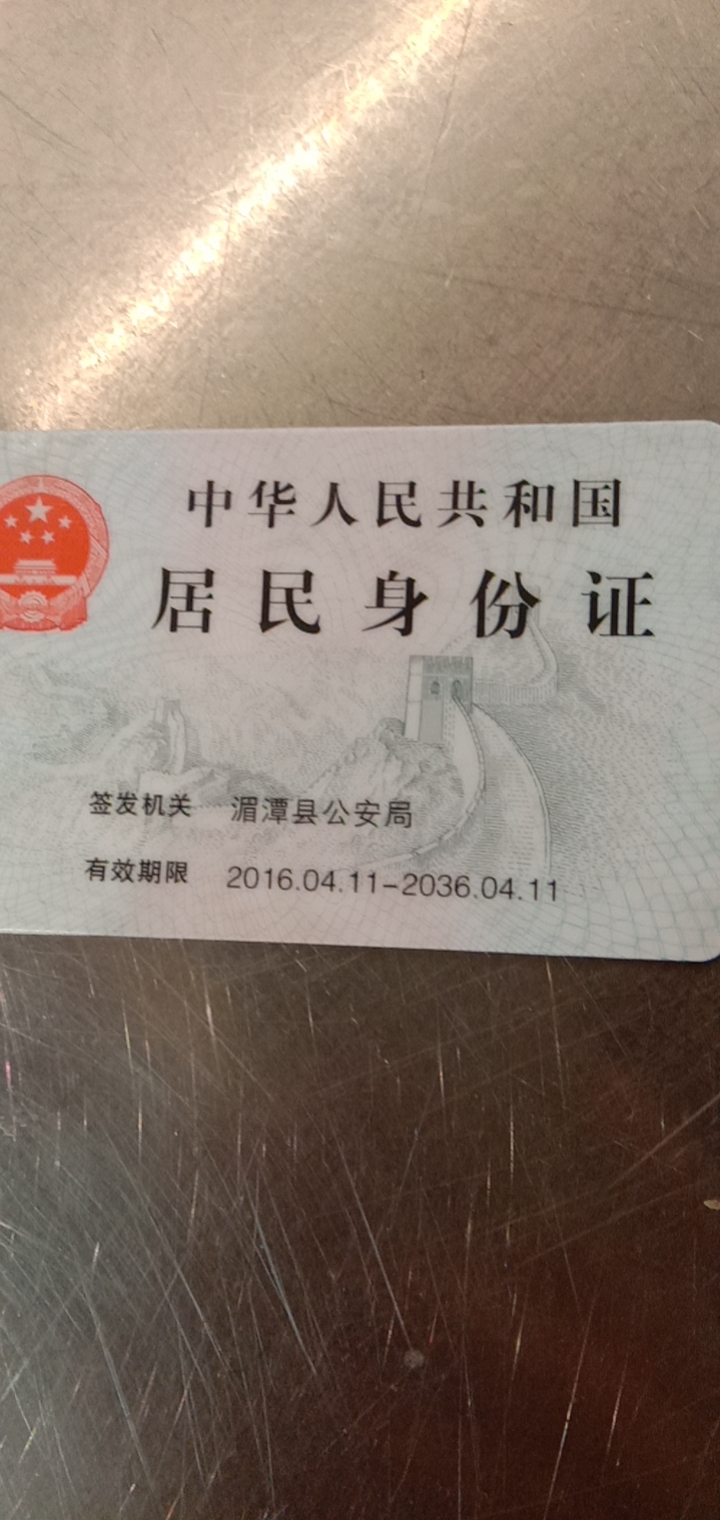 中华人民共和国
居民身份证
签发机关 湄潭县公安局
有效期限 2016.04.11-2036.04.11